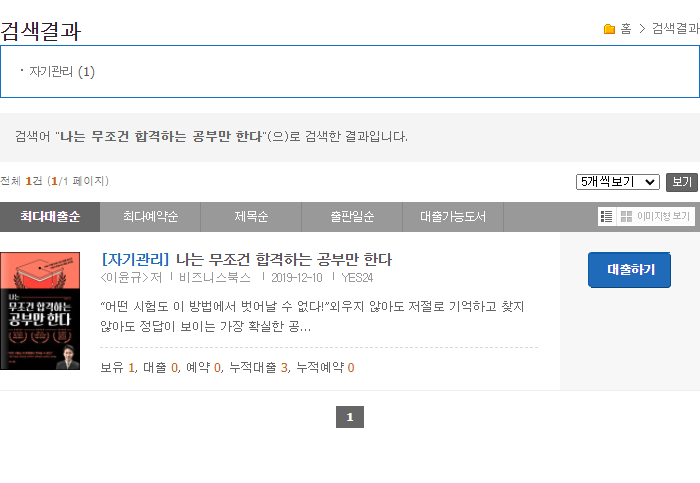 검색결과
홈 > 검색결과
· 자기관리 (1)
검색어 "나는 무조건 합격하는 공부만 한다"(으)로 검색한 결과입니다.
전체 1건 (1/1 페이지)
5개씩보기 보기
최다대출순 최다예약순 제목순 출판일순 대출가능도서 이미지형 보기
[자기관리] 나는 무조건 합격하는 공부만 한다
<이윤규>저 | 비즈니스북스 | 2019-12-10 | YES24
대출하기
나는
무조건 합격하는
공부만 한다
“어떤 시험도 이 방법에서 벗어날 수 없다!”외우지 않아도 저절로 기억하고 찾지
않아도 정답이 보이는 가장 확실한 공...
보유 1, 대출 0, 예약 0, 누적대출 3, 누적예약 0
1